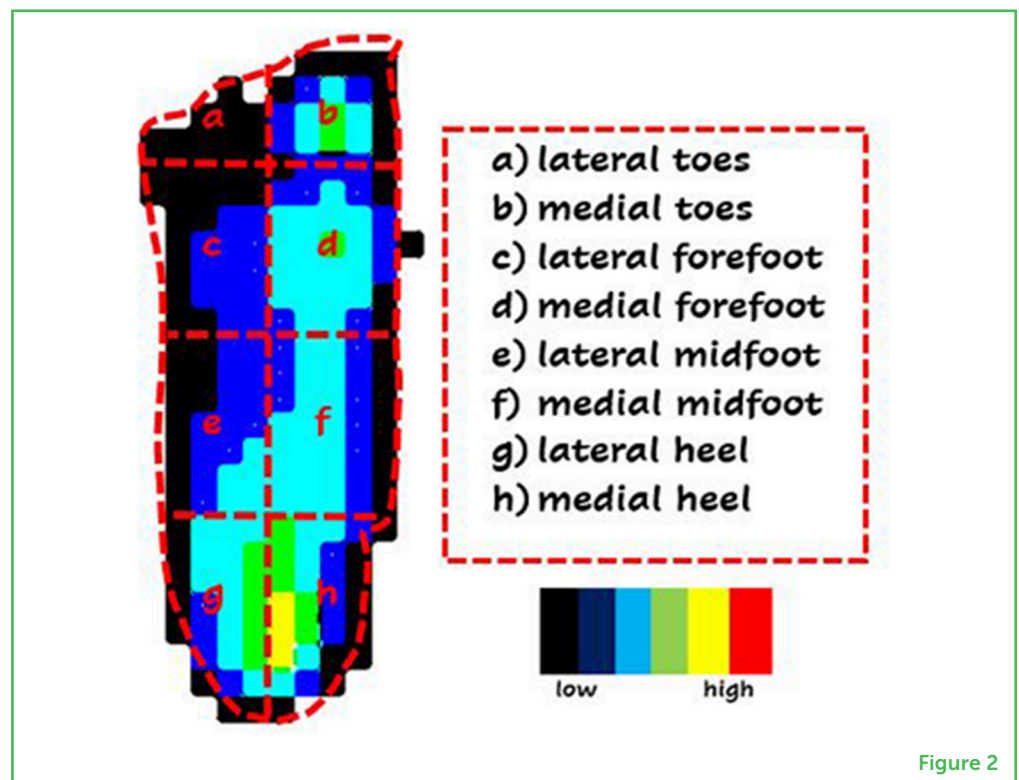 a
b
c
d
e
f
g
h
a) lateral toes
b) medial toes
c) lateral forefoot
d) medial forefoot
e) lateral midfoot
f) medial midfoot
g) lateral heel
h) medial heel
low high
Figure 2